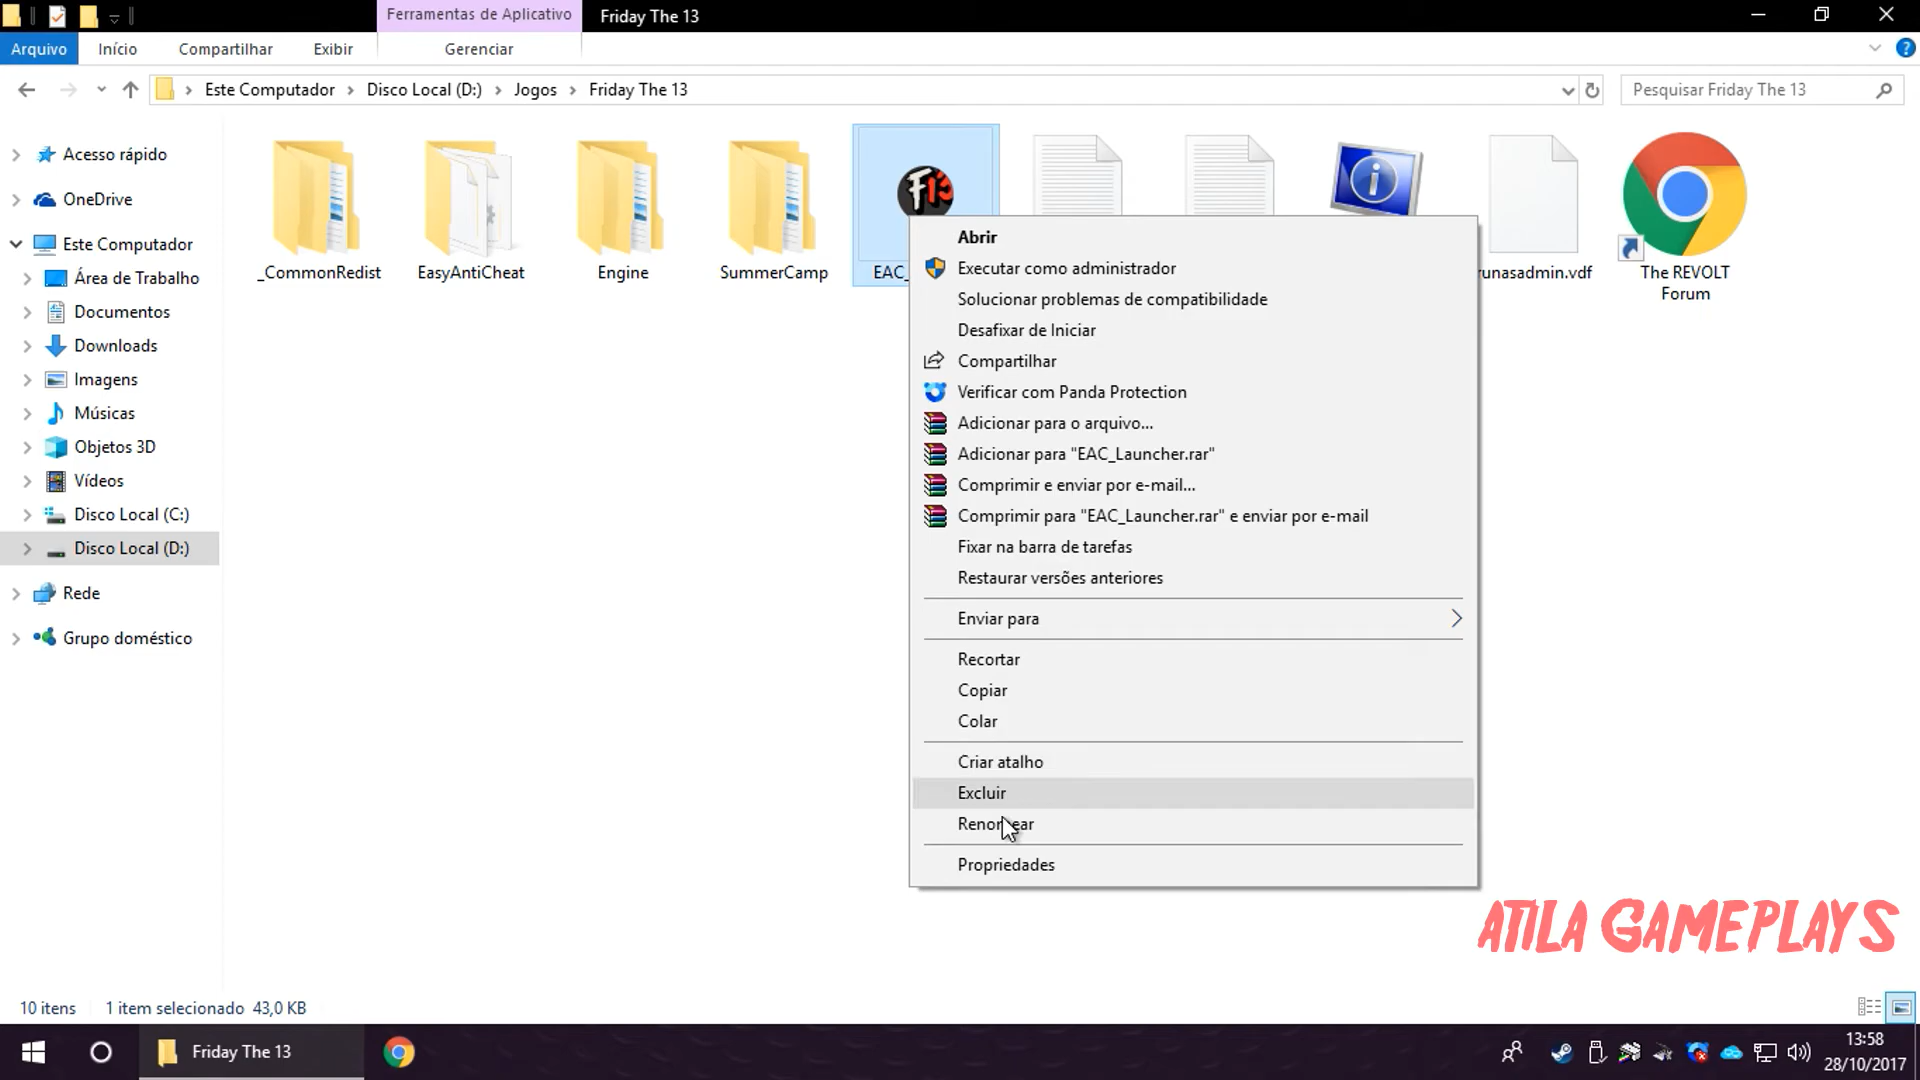 Ferramentas de Aplicativo
Friday The 13
Arquivo
Início
Compartilhar
Exibir
Gerenciar
?
Este Computador
Disco Local (D:)
Jogos
Friday The 13
Pesquisar Friday The 13
Acesso rápido
OneDrive
Este Computador
Área de Trabalho
Documentos
Downloads
Imagens
Músicas
Objetos 3D
Vídeos
Disco Local (C:)
Disco Local (D:)
Rede
Grupo doméstico
_CommonRedist
EasyAntiCheat
Engine
SummerCamp
F13
EAC_
i
runasadmin.vdf
The REVOLT
Forum
Abrir
Executar como administrador
Solucionar problemas de compatibilidade
Desafixar de Iniciar
Compartilhar
Verificar com Panda Protection
Adicionar para o arquivo...
Adicionar para "EAC_Launcher.rar"
Comprimir e enviar por e-mail...
Comprimir para "EAC_Launcher.rar" e enviar por e-mail
Fixar na barra de tarefas
Restaurar versões anteriores
Enviar para
Recortar
Copiar
Colar
Criar atalho
Excluir
Renomear
Propriedades
ATILA GAMEPLAYS
10 itens
1 item selecionado 43,0 KB
Friday The 13
13:58
28/10/2017